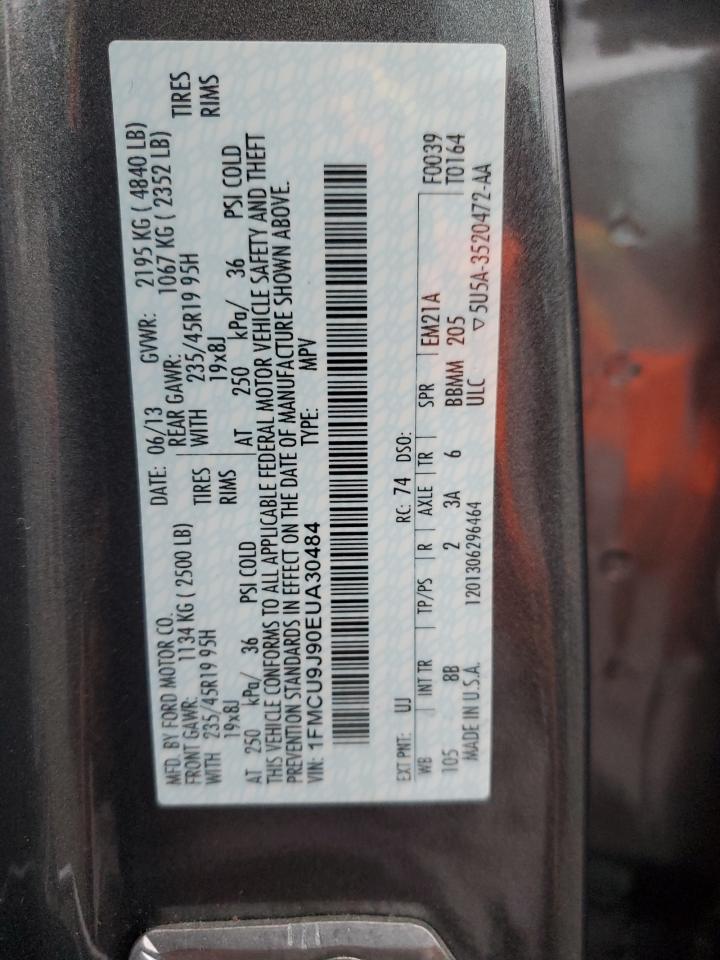 MFD. BY FORD MOTOR CO.
DATE: 06/13 GVWR: 2195 KG ( 4840 LB)
FRONT GAWR: 1134 KG ( 2500 LB)
REAR GAWR: 1067 KG ( 2352 LB)
WITH 235/45R19 95H TIRES
WITH 235/45R19 95H TIRES
19x8J RIMS
19x8J RIMS
AT 250 kPa/ 36 PSI COLD
AT 250 kPa/ 36 PSI COLD
THIS VEHICLE CONFORMS TO ALL APPLICABLE FEDERAL MOTOR VEHICLE SAFETY AND THEFT
PREVENTION STANDARDS IN EFFECT ON THE DATE OF MANUFACTURE SHOWN ABOVE.
VIN: 1FMCU9J90EUA30484
TYPE: MPV
EXT PNT: UJ RC: 74 DSO:
WB INT TR TP/PS R AXLE TR SPR EM21A F0039
105 8B 2 3A 6 BBMM 205 T0164
MADE IN U.S.A. 1201306296464 ULC ▽5U5A-3520472-AA